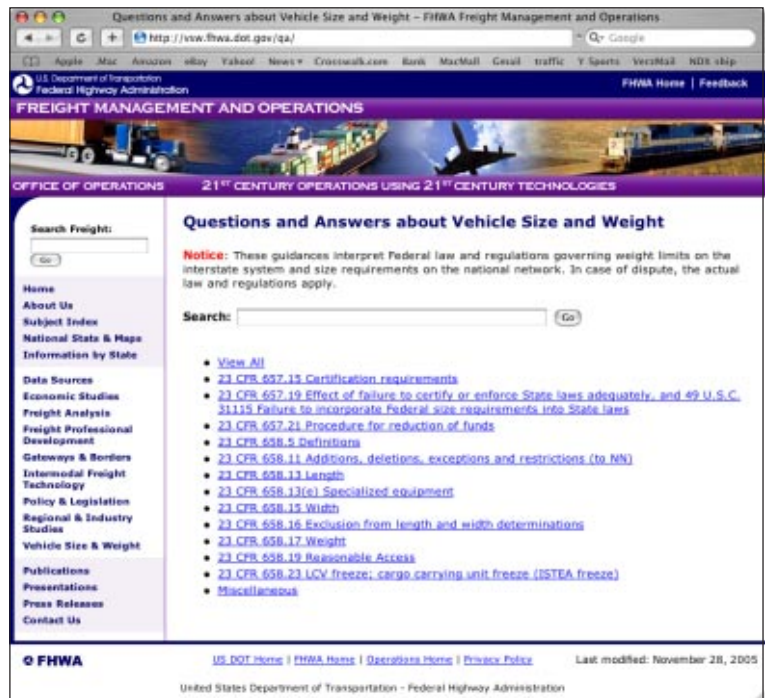 Questions and Answers about Vehicle Size and Weight – FHWA Freight Management and Operations
http://vsw.fhwa.dot.gov/qa/
Google
Apple .Mac Amazon eBay Yahoo! News Crosswalk.com Bank MacMall Gmail traffic Y Sports VersMail NDX ship
U.S. Department of Transportation
Federal Highway Administration
FHWA Home | Feedback
FREIGHT MANAGEMENT AND OPERATIONS
OFFICE OF OPERATIONS 21ST CENTURY OPERATIONS USING 21ST CENTURY TECHNOLOGIES
Search Freight:
Go
Home
About Us
Subject Index
National Stats & Maps
Information by State
Data Sources
Economic Studies
Freight Analysis
Freight Professional
Development
Gateways & Borders
Intermodal Freight
Technology
Policy & Legislation
Regional & Industry
Studies
Vehicle Size & Weight
Publications
Presentations
Press Releases
Contact Us
Questions and Answers about Vehicle Size and Weight
Notice: These guidances interpret Federal law and regulations governing weight limits on the
interstate system and size requirements on the national network. In case of dispute, the actual
law and regulations apply.
Search: Go
• View All
• 23 CFR 657.15 Certification requirements
• 23 CFR 657.19 Effect of failure to certify or enforce State laws adequately, and 49 U.S.C.
31115 Failure to incorporate Federal size requirements into State laws
• 23 CFR 657.21 Procedure for reduction of funds
• 23 CFR 658.5 Definitions
• 23 CFR 658.11 Additions, deletions, exceptions and restrictions (to NN)
• 23 CFR 658.13 Length
• 23 CFR 658.13(e) Specialized equipment
• 23 CFR 658.15 Width
• 23 CFR 658.16 Exclusion from length and width determinations
• 23 CFR 658.17 Weight
• 23 CFR 658.19 Reasonable Access
• 23 CFR 658.23 LCV freeze; cargo carrying unit freeze (ISTEA freeze)
• Miscellaneous
© FHWA
US DOT Home | FHWA Home | Operations Home | Privacy Policy
Last modified: November 28, 2005
United States Department of Transportation - Federal Highway Administration